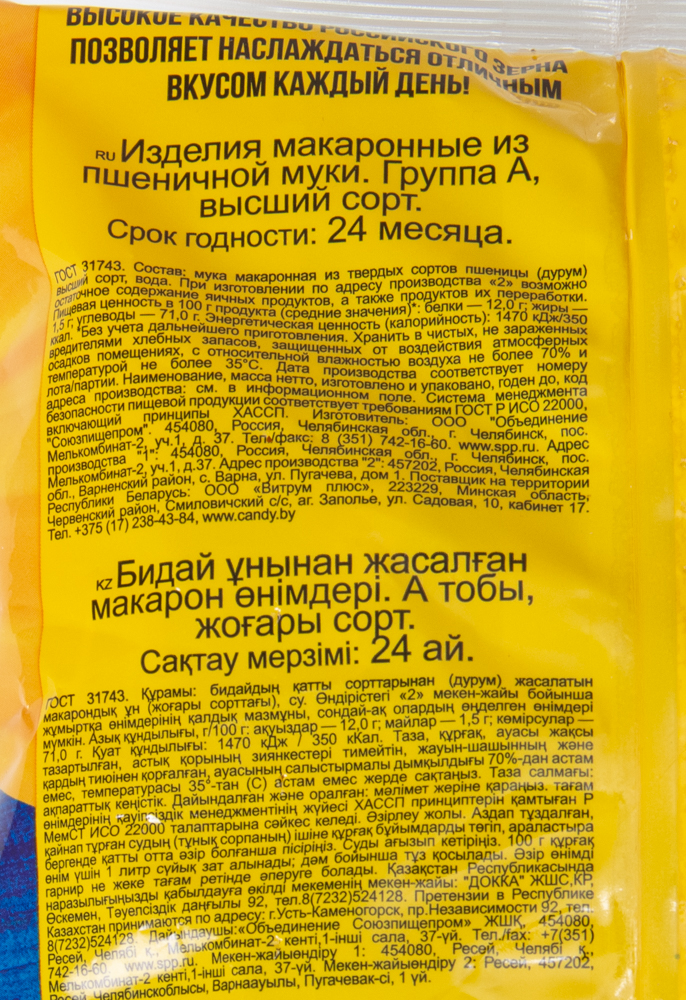 ВЫСОКОЕ КАЧЕСТВО РОССИЙСКОГО ЗЕРНА
ПОЗВОЛЯЕТ НАСЛАЖДАТЬСЯ ОТЛИЧНЫМ
ВКУСОМ КАЖДЫЙ ДЕНЬ!
RU Изделия макаронные из
пшеничной муки. Группа А,
высший сорт.
Срок годности: 24 месяца.
ГОСТ 31743. Состав: мука макаронная из твердых сортов пшеницы (дурум)
высший сорт, вода. При изготовлении по адресу производства «2» возможно
остаточное содержание яичных продуктов, а также продуктов их переработки.
Пищевая ценность в 100 г продукта (средние значения)*: белки — 12,0 г; жиры —
1,5 г; углеводы — 71,0 г. Энергетическая ценность (калорийность): 1470 кДж/350
ккал. *Без учета дальнейшего приготовления. Хранить в чистых, не зараженных
вредителями хлебных запасов, защищенных от воздействия атмосферных
осадков помещениях, с относительной влажностью воздуха не более 70% и
температурой не более 35°С. Дата производства соответствует номеру
лота/партии. Наименование, масса нетто, изготовлено и упаковано, годен до, код
адреса производства: см. в информационном поле. Система менеджмента
безопасности пищевой продукции соответствует требованиям ГОСТ Р ИСО 22000,
включающий принципы ХАССП. Изготовитель: ООО "Объединение
"Союзпищепром". 454080, Россия, Челябинская обл., г. Челябинск, пос.
Мелькомбинат-2, уч.1, д. 37. Тел./факс: 8 (351) 742-16-60. www.spp.ru. Адрес
производства "1": 454080, Россия, Челябинская обл., г. Челябинск, пос.
Мелькомбинат-2, уч.1, д.37. Адрес производства "2": 457202, Россия, Челябинская
обл., Варненский район, с. Варна, ул. Пугачева, дом 1. Поставщик на территории
Республики Беларусь: ООО «Витрум плюс», 223229, Минская область,
Червенский район, Смиловичский с/с, аг. Заполье, ул. Садовая, 10, кабинет 17.
Тел. +375 (17) 238-43-84, www.candy.by
KZ Бидай ұнынан жасалған
макарон өнімдері. А тобы,
жоғары сорт.
Сақтау мерзімі: 24 ай.
ГОСТ 31743. Құрамы: бидайдың қатты сорттарынан (дурум) жасалатын
макарондық ұн (жоғары сорттағы), су. Өндірістегі «2» мекен-жайы бойынша
жұмыртқа өнімдерінің қалдық мазмұны, сондай-ақ олардың өңделген өнімдері
мүмкін. Азық құндылығы, г/100 г: ақуыздар — 12,0 г; майлар — 1,5 г; көмірсулар —
71,0 г. Қуат құндылығы: 1470 кДж / 350 кКал. Таза, құрғақ, ауасы жақсы
тазартылған, астық қорының зиянкестері тимейтін, жауын-шашынның және
қардың тиюінен қорғалған, ауасының салыстырмалы дымқылдығы 70%-дан астам
емес, температурасы 35°-тан (С) астам емес жерде сақтаңыз. Таза салмағы:
ақпараттық кеңістік. Дайындалған және оралған: мәлімет жеріне қараңыз. тағам
өнімдерінің қауіпсіздік менеджментінің жүйесі ХАССП принциптерін қамтыған Р
МемСТ ИСО 22000 талаптарына сәйкес келеді. Әзірлеу жолы. Аздап тұздалған,
қайнап тұрған судың (тұнық сорпаның) ішіне құрғақ бұйымдарды төгіп, араластыра
бергенде қатты отта әзір болғанша пісіріңіз. Суды ағызып кетіріңіз. 100 г құрғақ
өнім үшін 1 литр сұйық зат алынады; дәм бойынша тұз қосылады. Әзір өнімді
гарнир не жеке тағам ретінде әперуге болады. Қазақстан Республикасында
наразылығыңызды қабылдауға өкілді мекеменің мекен-жайы: "ДОККА" ЖШС,ҚР,
Өскемен, Тәуелсіздік даңғылы 92, тел.8(7232)524128. Претензии в Республике
Казахстан принимаются по адресу: г.Усть-Каменогорск, пр.Независимости 92, тел.
8(7232)524128. Дайындаушы:«Объединение Союзпищепром» ЖШК, 454080,
Ресей, Челябі қ., Мелькомбинат-2 кенті,1-інші сала, 37-үй. Тел./fax: +7(351)
742-16-60. www.spp.ru. Мекен-жайыөндіру 1: 454080, Ресей, Челябі қ.,
Мелькомбинат-2 кенті,1-інші сала, 37-үй. Мекен-жайыөндіру 2: Ресей, 457202,
Ресей, Челябинскоблысы, Варнаауылы, Пугачевак-сі, 1 үй.